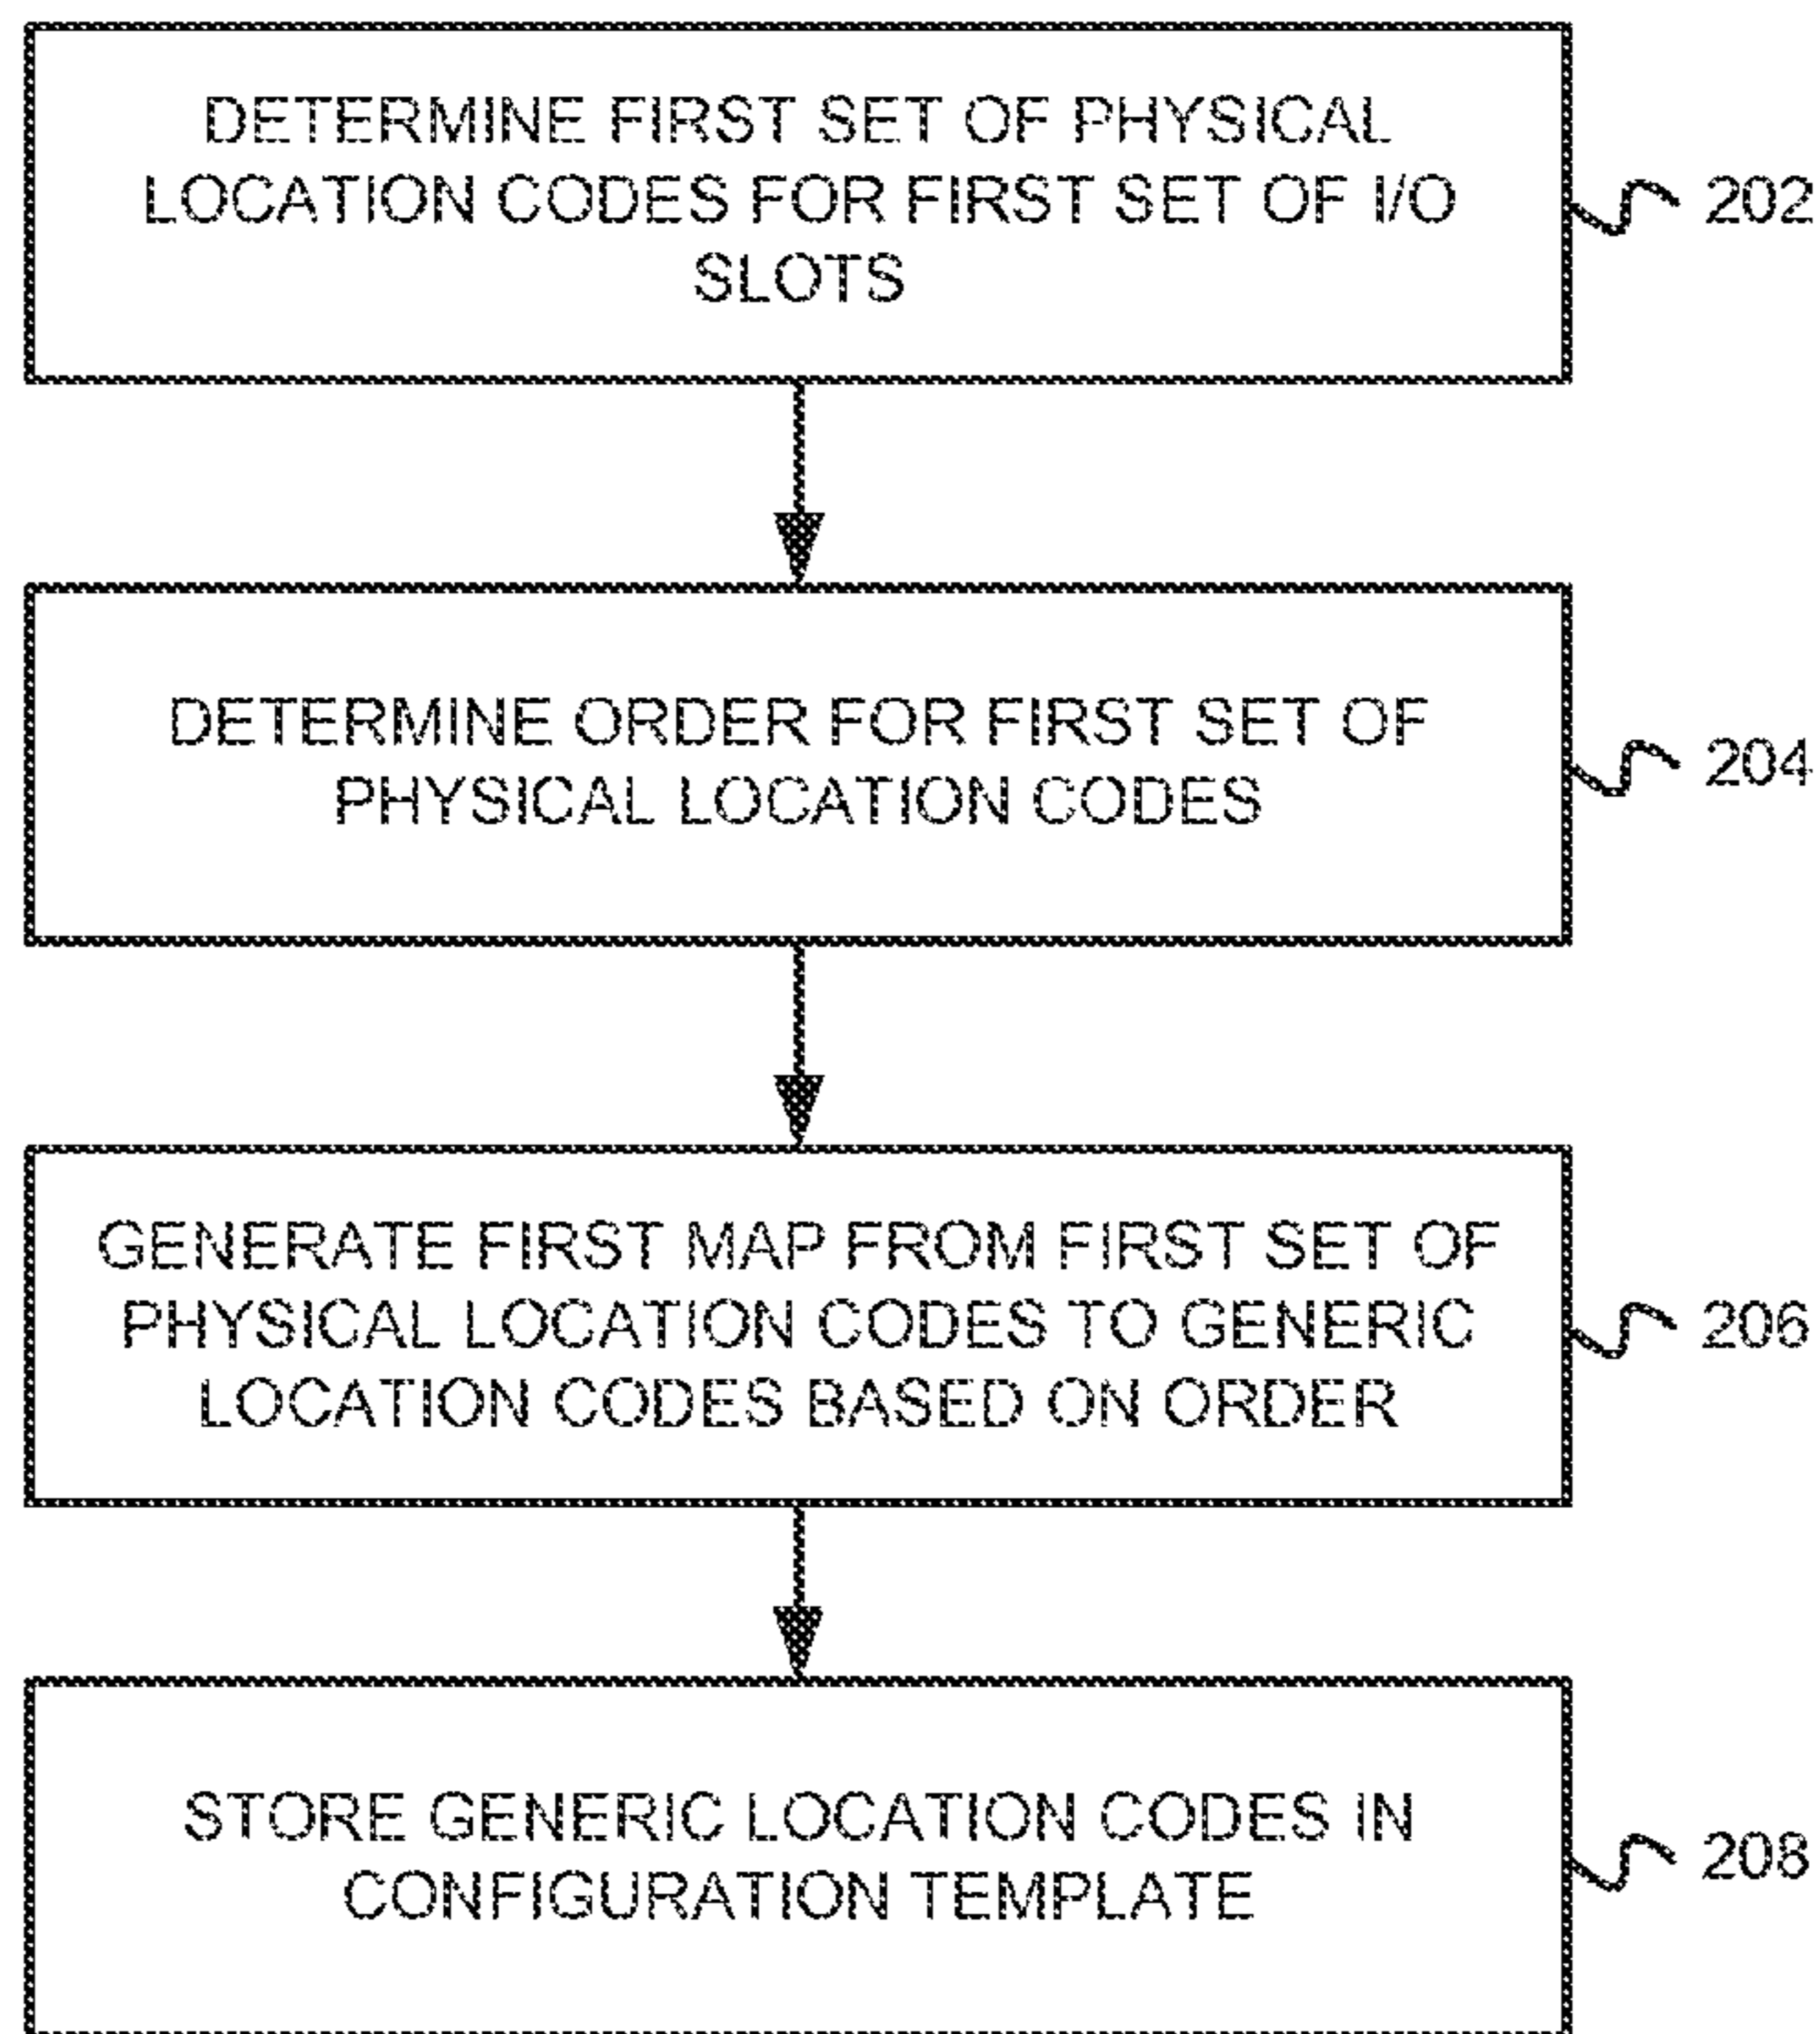 DETERMINE FIRST SET OF PHYSICAL
LOCATION CODES FOR FIRST SET OF I/O
SLOTS
202
DETERMINE ORDER FOR FIRST SET OF
PHYSICAL LOCATION CODES
204
GENERATE FIRST MAP FROM FIRST SET OF
PHYSICAL LOCATION CODES TO GENERIC
LOCATION CODES BASED ON ORDER
206
STORE GENERIC LOCATION CODES IN
CONFIGURATION TEMPLATE
208